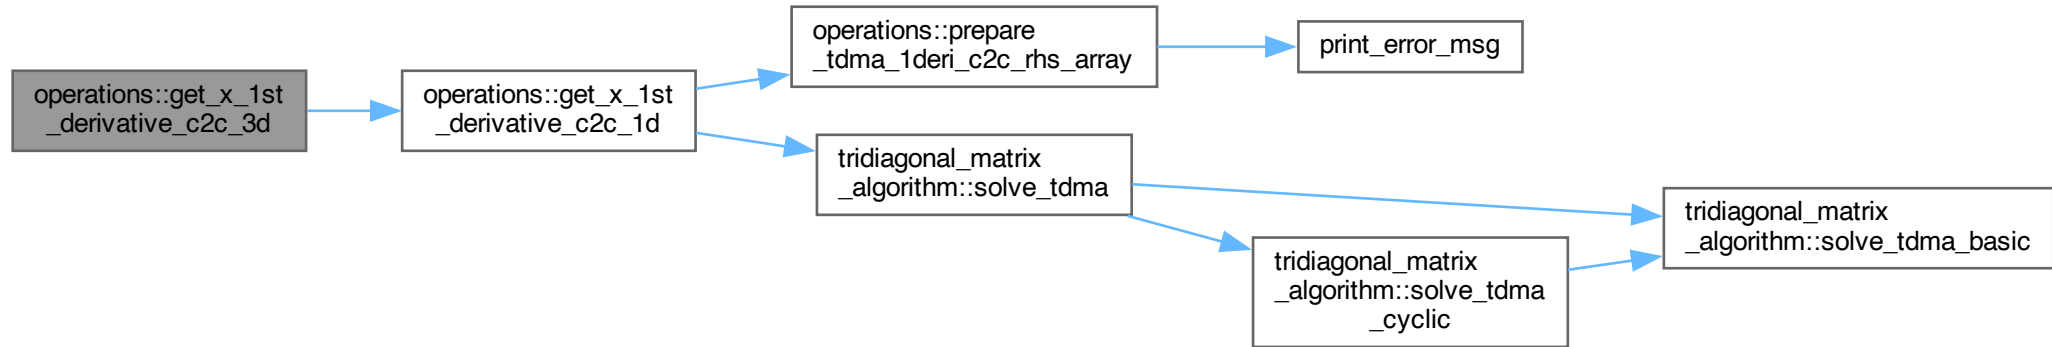 operations::get_x_1st
_derivative_c2c_3d
operations::get_x_1st
_derivative_c2c_1d
operations::prepare
_tdma_1deri_c2c_rhs_array
print_error_msg
tridiagonal_matrix
_algorithm::solve_tdma
tridiagonal_matrix
_algorithm::solve_tdma
_cyclic
tridiagonal_matrix
_algorithm::solve_tdma_basic